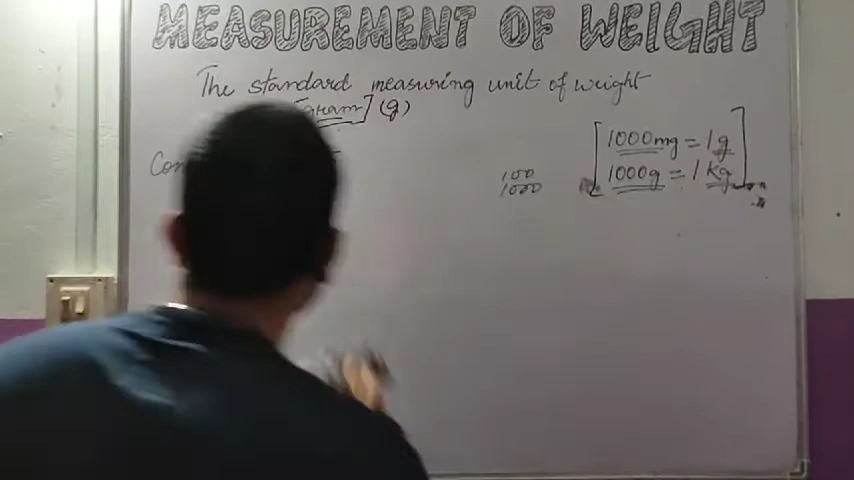 MEASUREMENT OF WEIGHT
The standard measuring unit of weight
[gram] (g)
1000mg = 1g
100
1000g = 1 Kg
1000